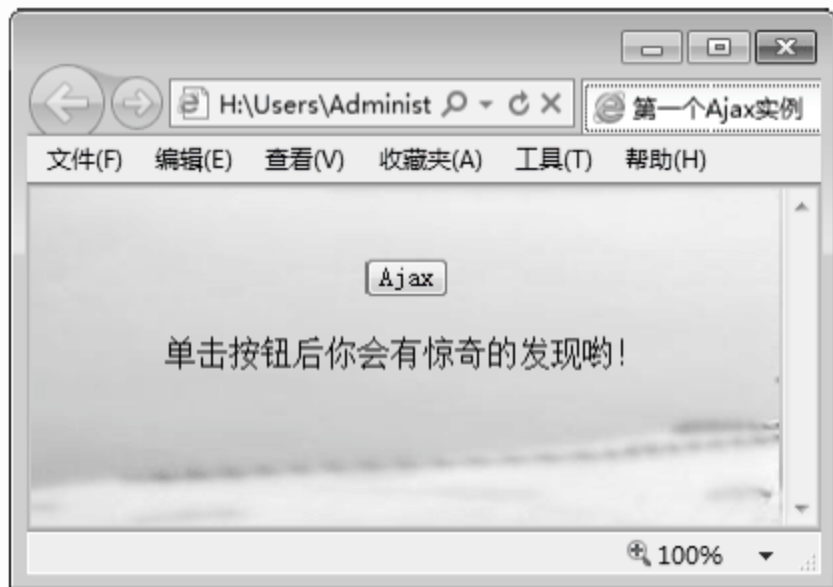 H:\Users\Administ
第一个Ajax实例
文件(F) 编辑(E) 查看(V) 收藏夹(A) 工具(T) 帮助(H)
Ajax
单击按钮后你会有惊奇的发现哟！
100%